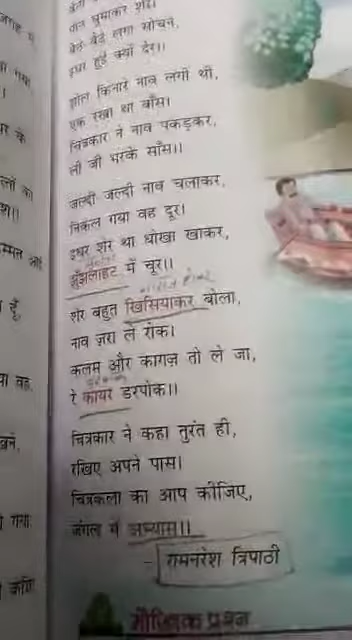 बैठे बैठे लगा सोचने,
इधर हुई क्यों देर।।
झील किनारे नाव लगी थी,
एक रखा था बाँस।
चित्रकार ने नाव पकड़कर,
ली जी भरके साँस।।
जल्दी जल्दी नाव चलाकर,
निकल गया वह दूर।
इधर शेर था धोखा खाकर,
झुँझलाहट में चूर।।
शेर बहुत खिसियाकर बोला,
नाव ज़रा ले रोक।
कलम और कागज़ तो ले जा,
रे कायर डरपोक।।
चित्रकार ने कहा तुरंत ही,
रखिए अपने पास।
चित्रकला का आप कीजिए,
जंगल में अभ्यास।।
- रामनरेश त्रिपाठी
मौखिक प्रश्न